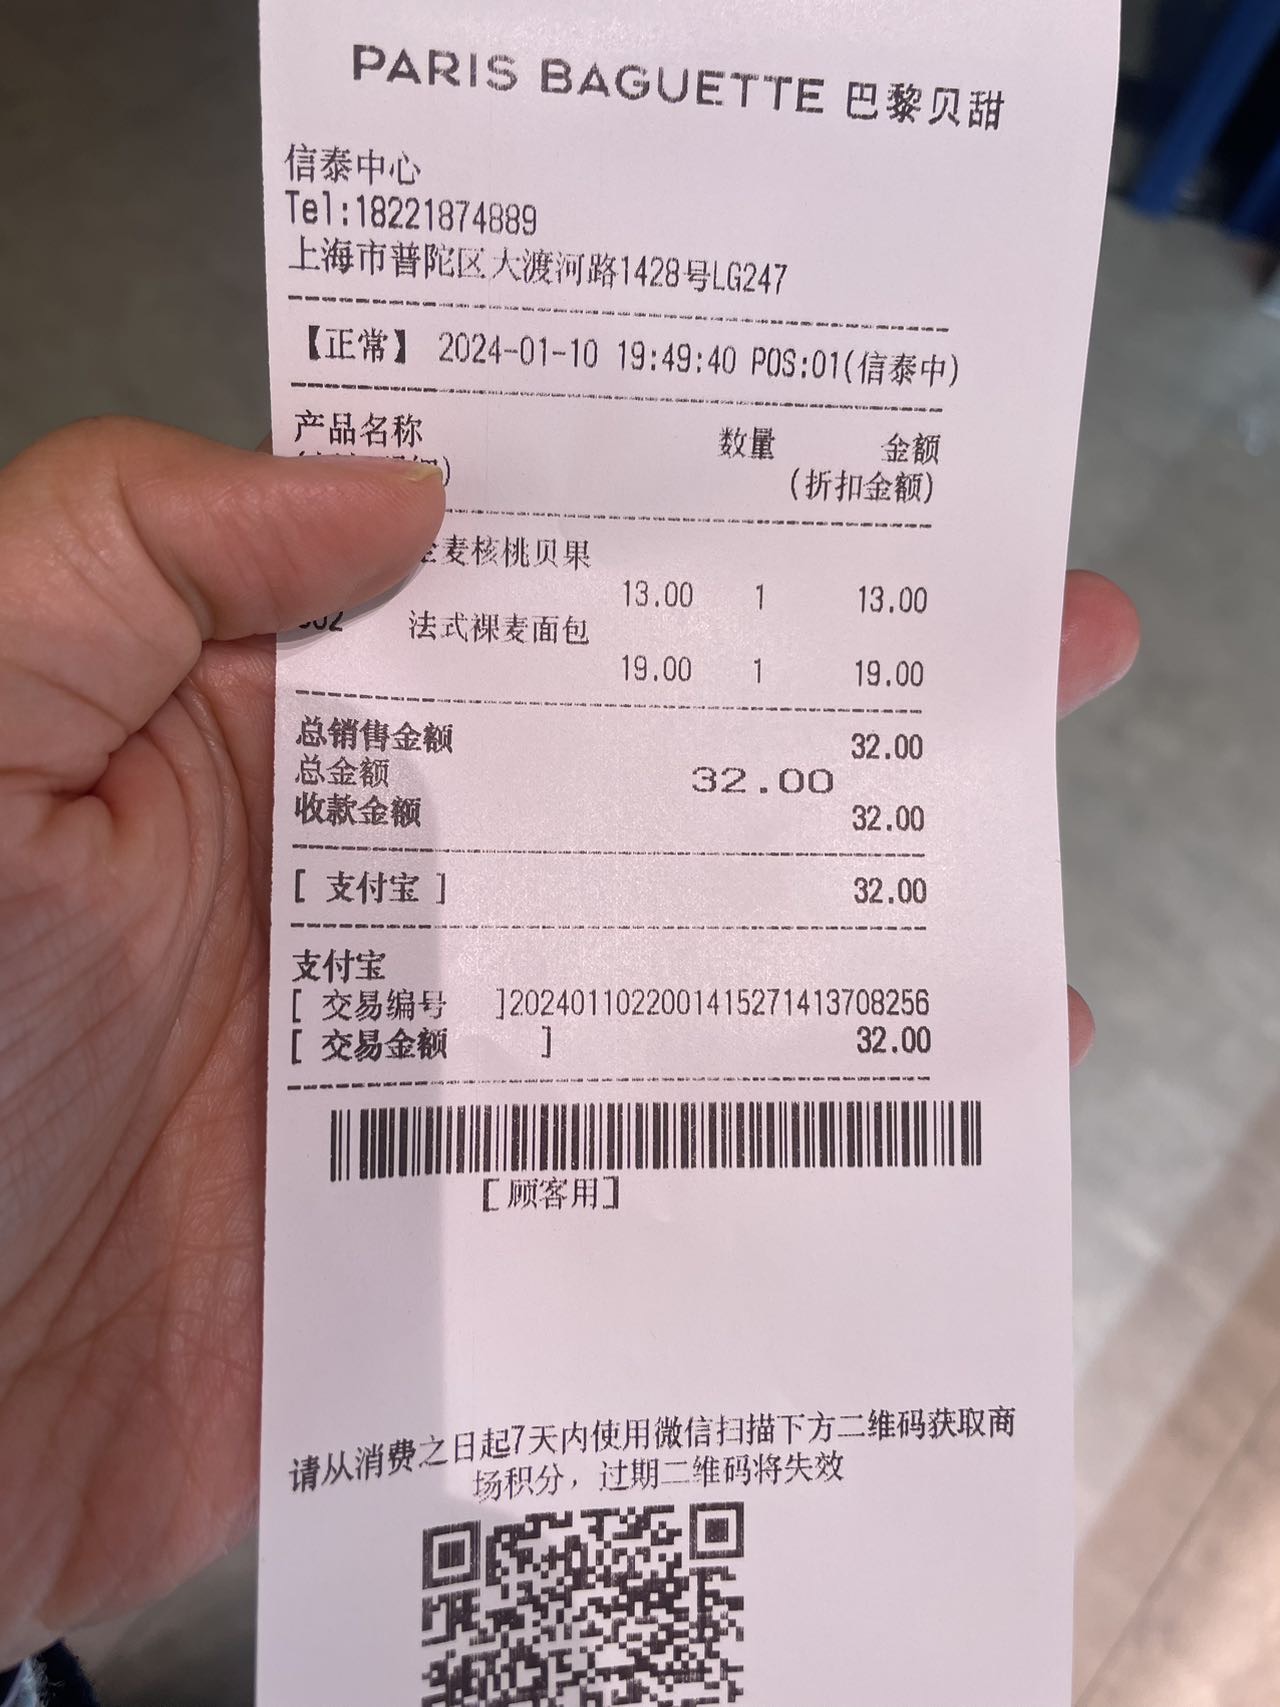 PARIS BAGUETTE 巴黎贝甜
信泰中心
Tel:18221874889
上海市普陀区大渡河路1428号LG247
【正常】 2024-01-10 19:49:40 POS:01(信泰中)
产品名称 数量 金额
(折扣金额)
麦核桃贝果
13.00 1 13.00
02 法式裸麦面包
19.00 1 19.00
总销售金额 32.00
总金额 32.00
收款金额 32.00
[ 支付宝 ] 32.00
支付宝
[ 交易编号 ]2024011022001415271413708256
[ 交易金额 ] 32.00
[顾客用]
请从消费之日起7天内使用微信扫描下方二维码获取商
场积分，过期二维码将失效